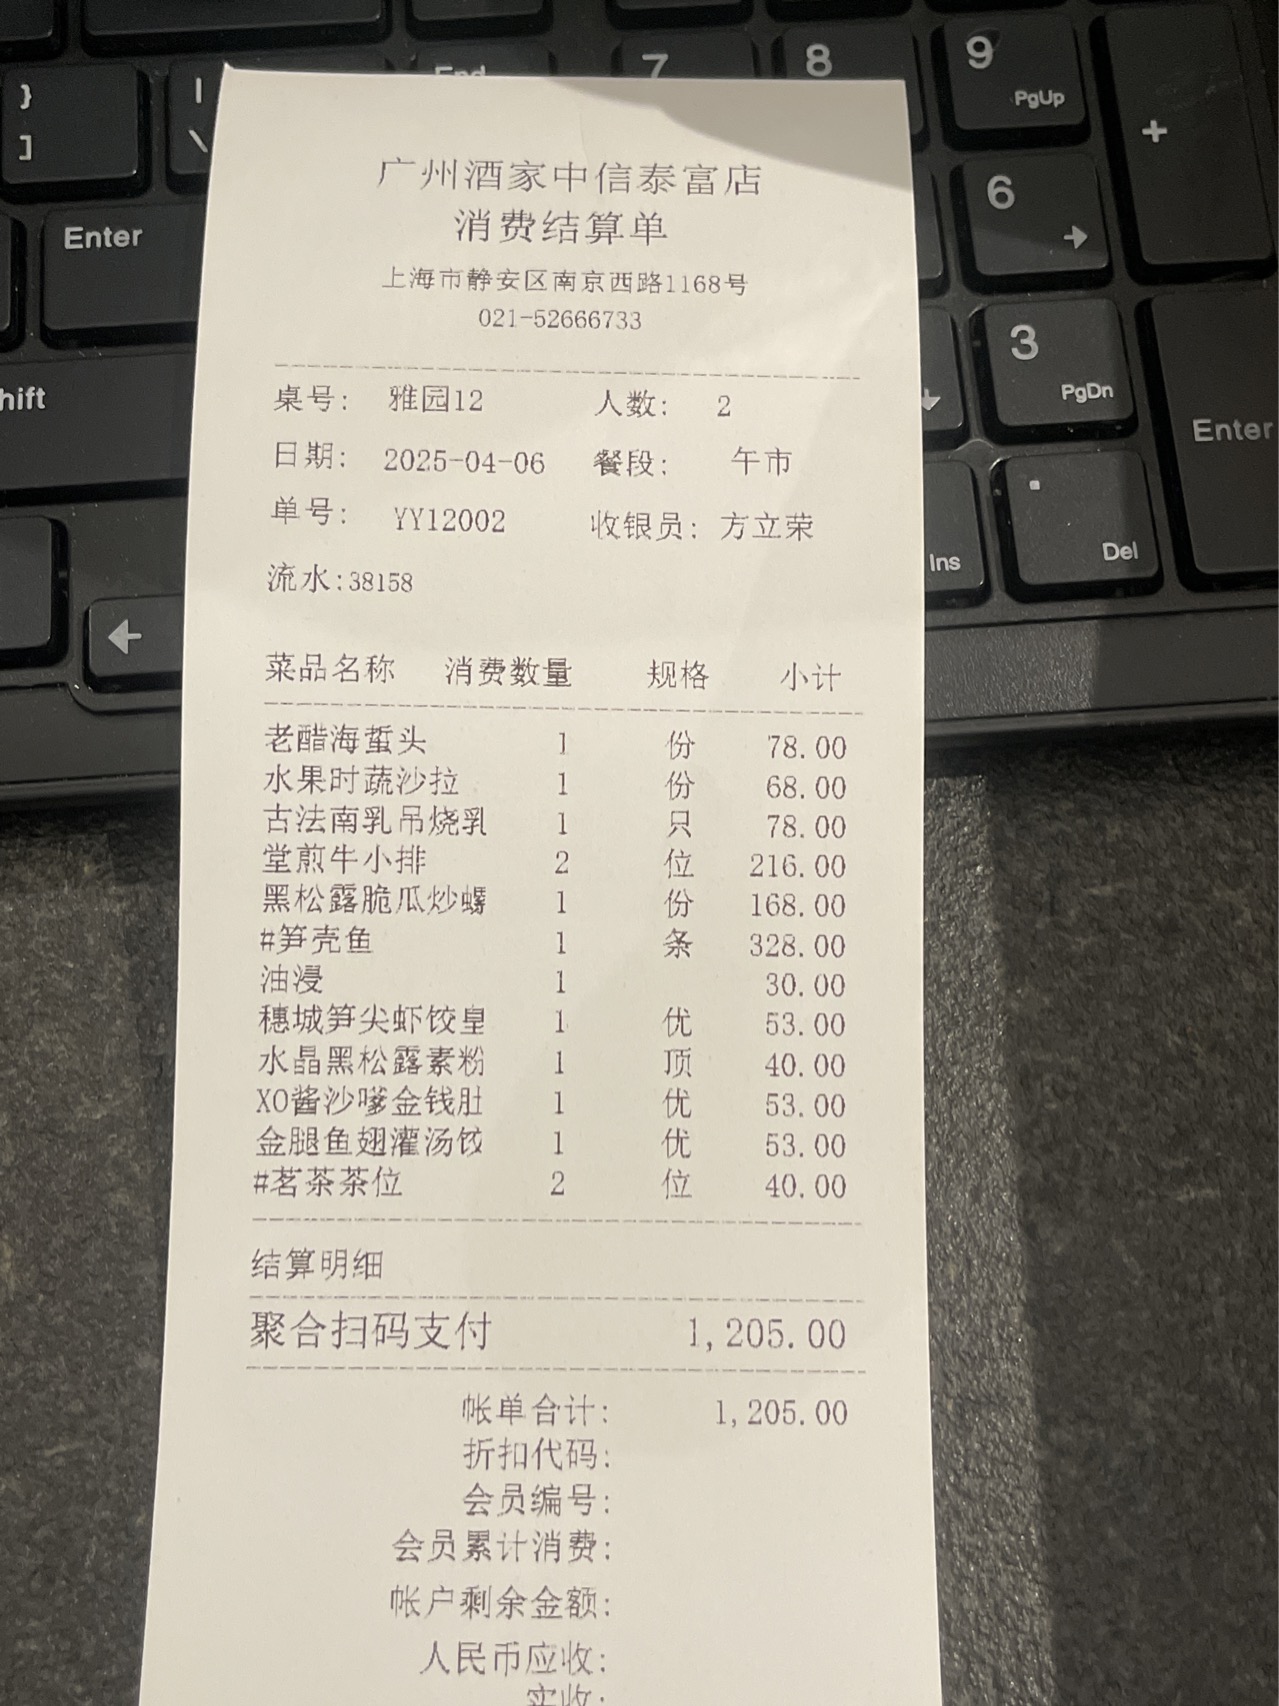 }
]
|
\
End
7
8
9
PgUp
+
Enter
6
→
hift
3
PgDn
Enter
Ins
.
Del
←
广州酒家中信泰富店
消费结算单
上海市静安区南京西路1168号
021-52666733
桌号: 雅园12 人数: 2
日期: 2025-04-06 餐段: 午市
单号: YY12002 收银员: 方立荣
流水:38158
菜品名称 消费数量 规格 小计
老醋海蜇头 1 份 78.00
水果时蔬沙拉 1 份 68.00
古法南乳吊烧乳 1 只 78.00
堂煎牛小排 2 位 216.00
黑松露脆瓜炒螺 1 份 168.00
#笋壳鱼 1 条 328.00
油浸 1 30.00
穗城笋尖虾饺皇 1 优 53.00
水晶黑松露素粉 1 顶 40.00
XO酱沙嗲金钱肚 1 优 53.00
金腿鱼翅灌汤饺 1 优 53.00
#茗茶茶位 2 位 40.00
结算明细
聚合扫码支付 1,205.00
帐单合计: 1,205.00
折扣代码:
会员编号:
会员累计消费:
帐户剩余金额:
人民币应收:
实收: